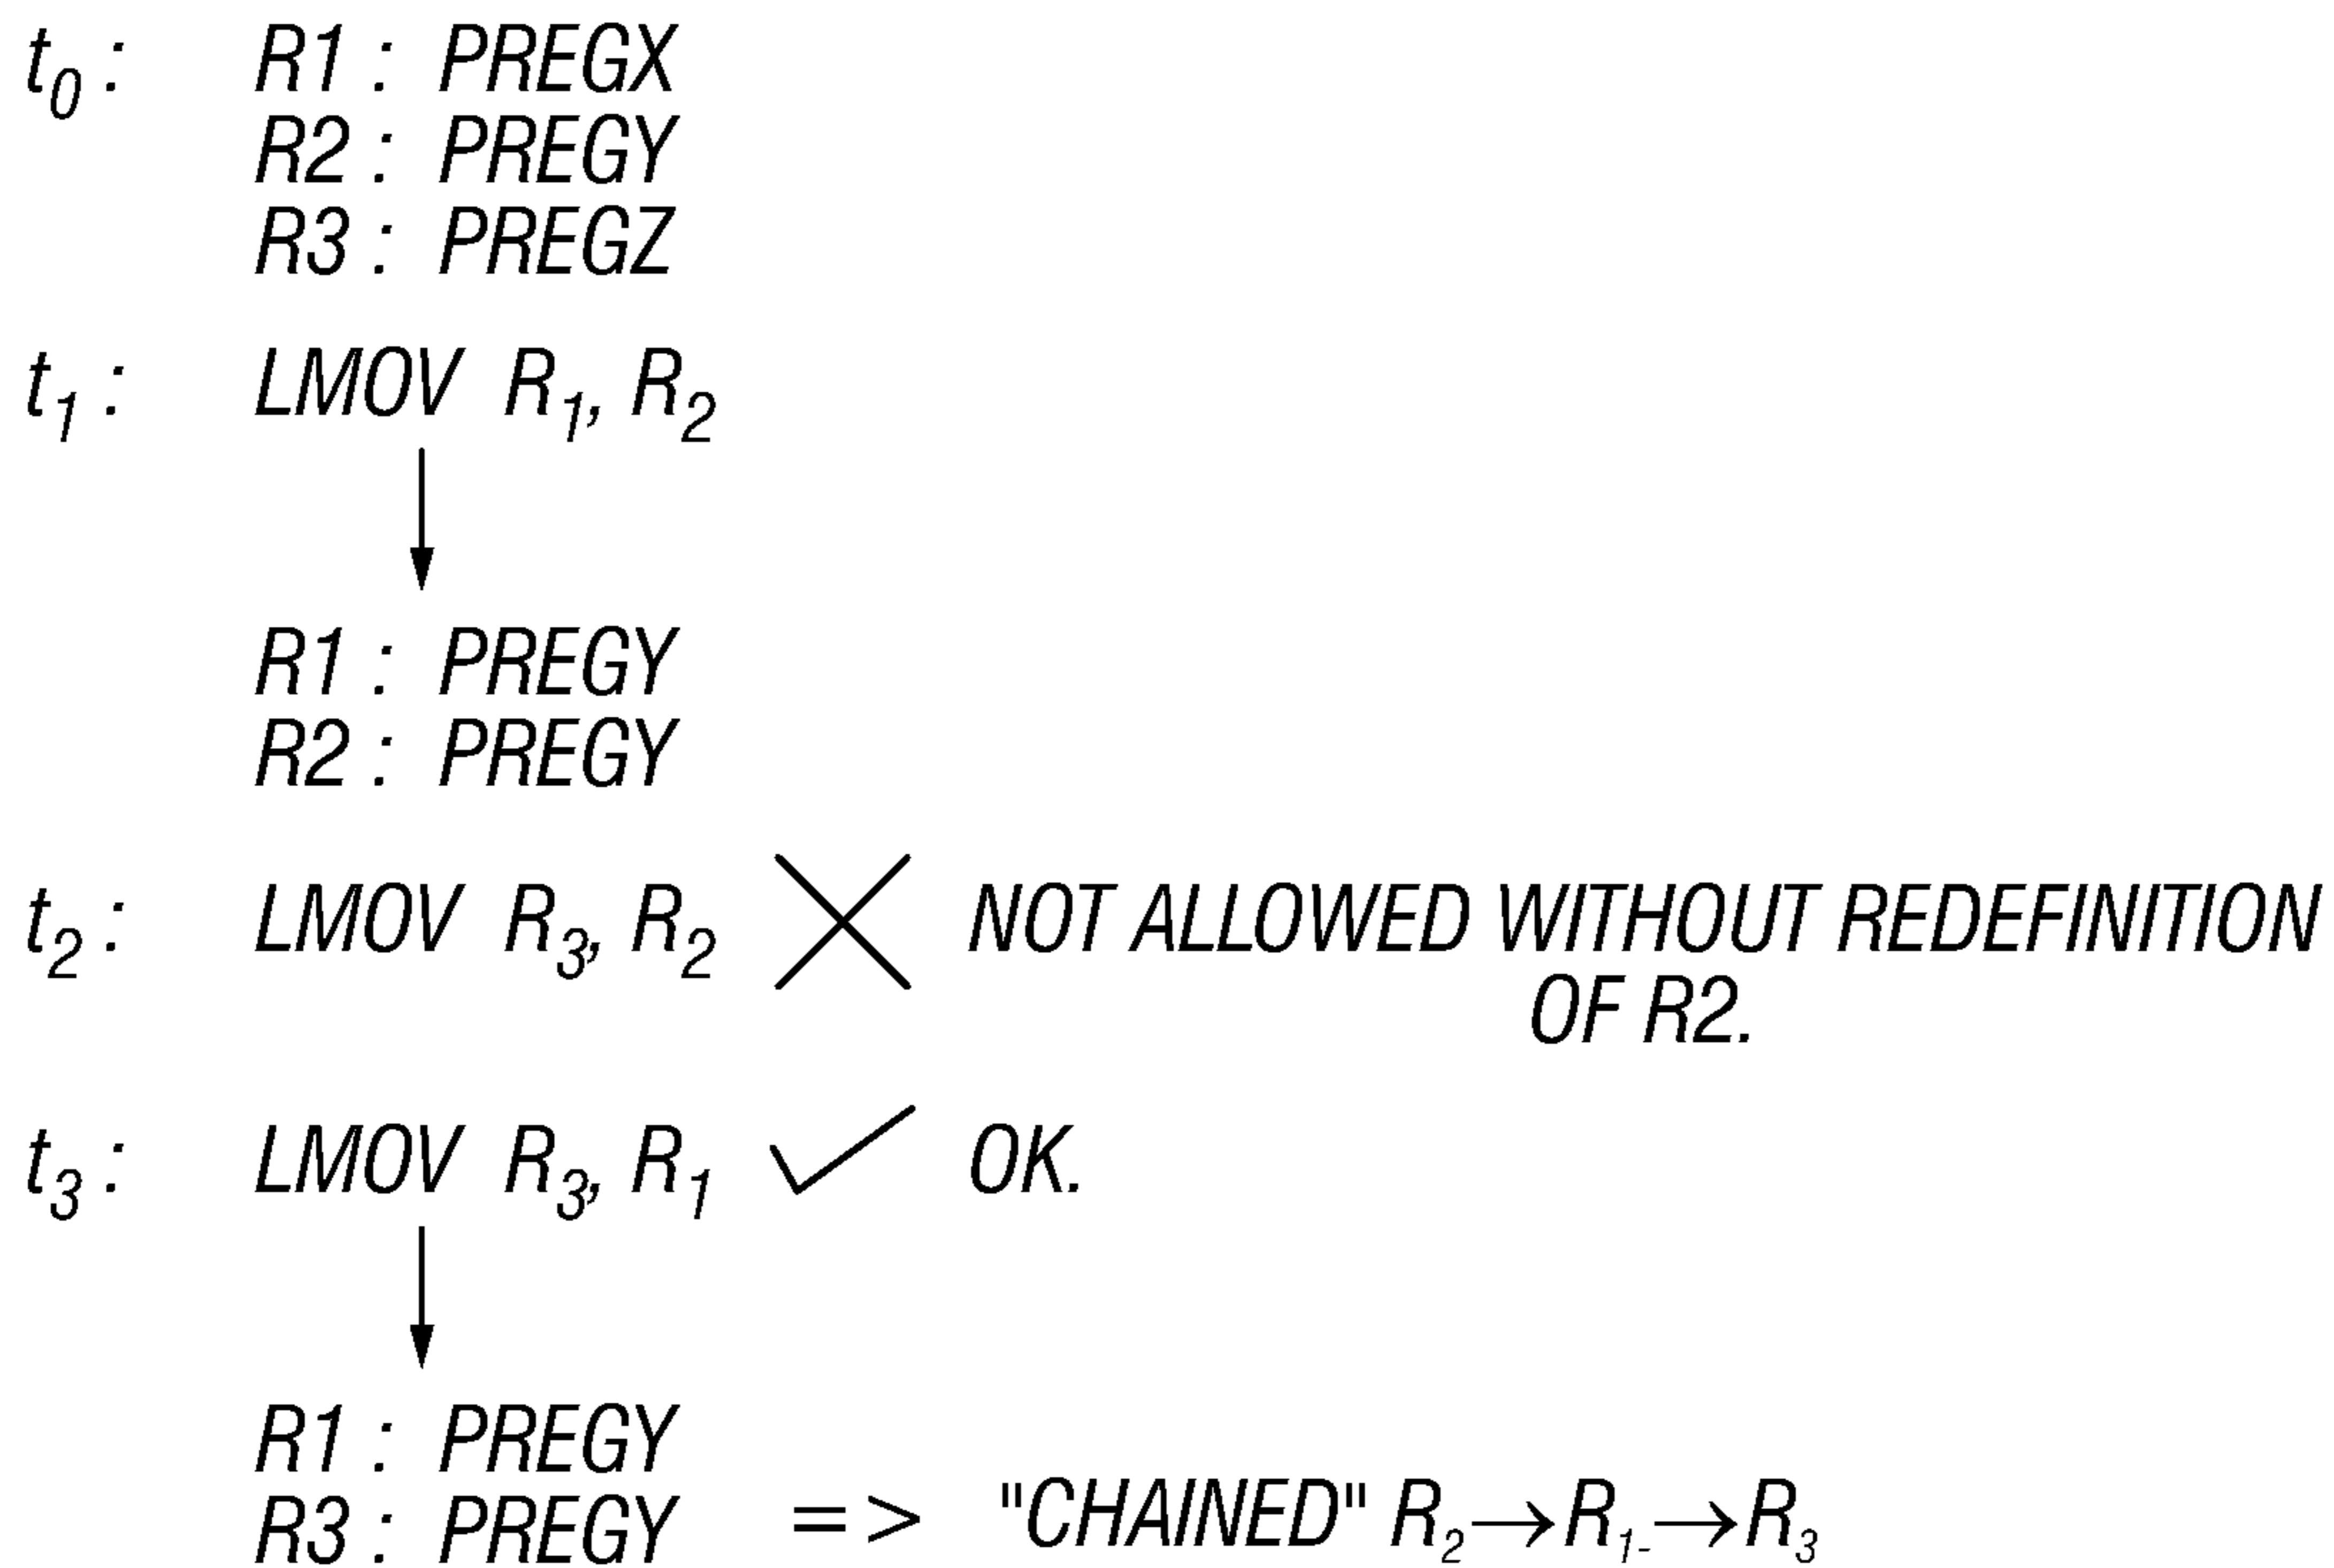 t0 : R1 : PREGX
R2 : PREGY
R3 : PREGZ
t1 : LMOV R1, R2
R1 : PREGY
R2 : PREGY
t2 : LMOV R3, R2 NOT ALLOWED WITHOUT REDEFINITION
OF R2.
t3 : LMOV R3, R1 OK.
R1 : PREGY
R3 : PREGY => "CHAINED" R2→R1-→R3